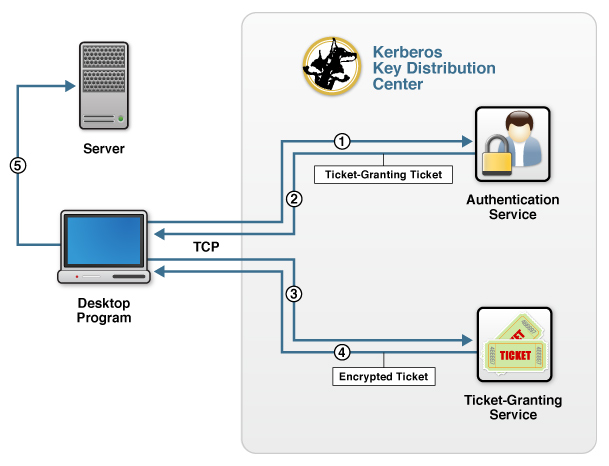 Kerberos
Key Distribution
Center
1
Server
5
Ticket-Granting Ticket
Authentication
Service
2
TCP
Desktop
Program
3
4
TICKET
Encrypted Ticket
Ticket-Granting
Service